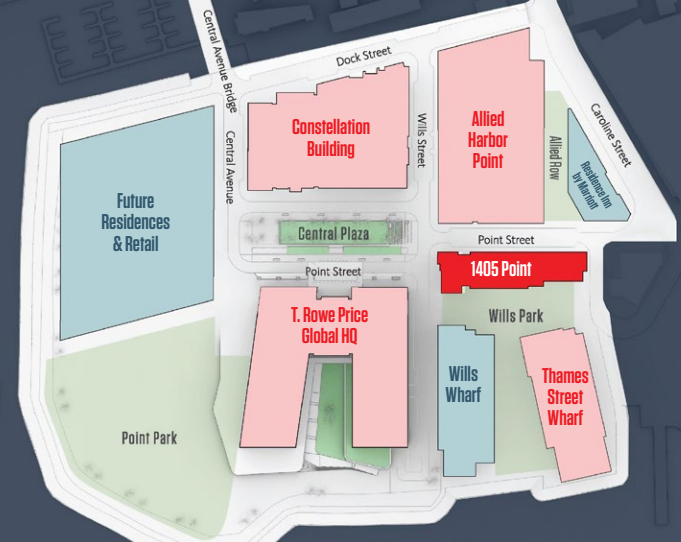 Central Avenue Bridge
Dock Street
Constellation
Building
Wills Street
Allied
Harbor
Point
Allied Row
Caroline Street
Residence Inn
by Marriott
Central Avenue
Future
Residences
& Retail
Central Plaza
Point Street
Point Street
1405 Point
T. Rowe Price
Global HQ
Wills Park
Wills
Wharf
Thames
Street
Wharf
Point Park